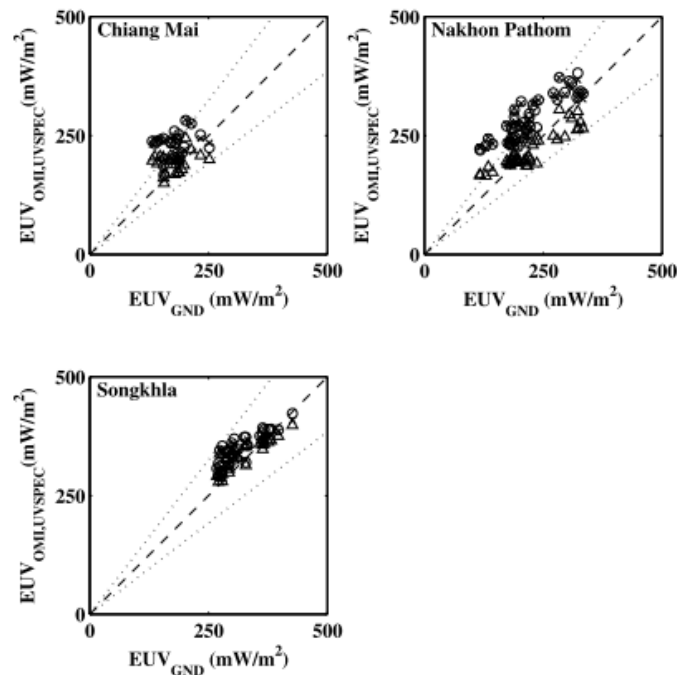 Chiang Mai
500
250
0
0 250 500
EUV_OMI,UVSPEC (mW/m²)
EUV_GND (mW/m²)
Nakhon Pathom
500
250
0
0 250 500
EUV_OMI,UVSPEC (mW/m²)
EUV_GND (mW/m²)
Songkhla
500
250
0
0 250 500
EUV_OMI,UVSPEC (mW/m²)
EUV_GND (mW/m²)